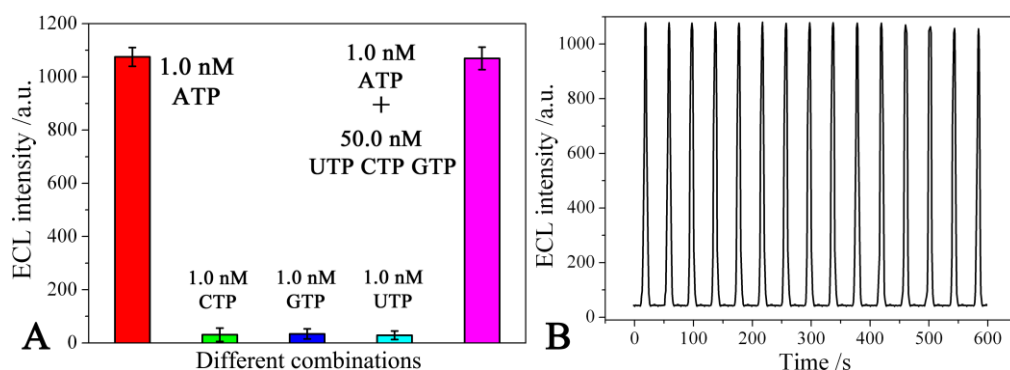 1200
1000
800
600
400
200
0
ECL intensity /a.u.
1.0 nM
ATP
1.0 nM
CTP
1.0 nM
GTP
1.0 nM
UTP
1.0 nM
ATP
+
50.0 nM
UTP CTP GTP
A
Different combinations
1000
800
600
400
200
0
ECL intensity /a.u.
0 100 200 300 400 500 600
B
Time /s